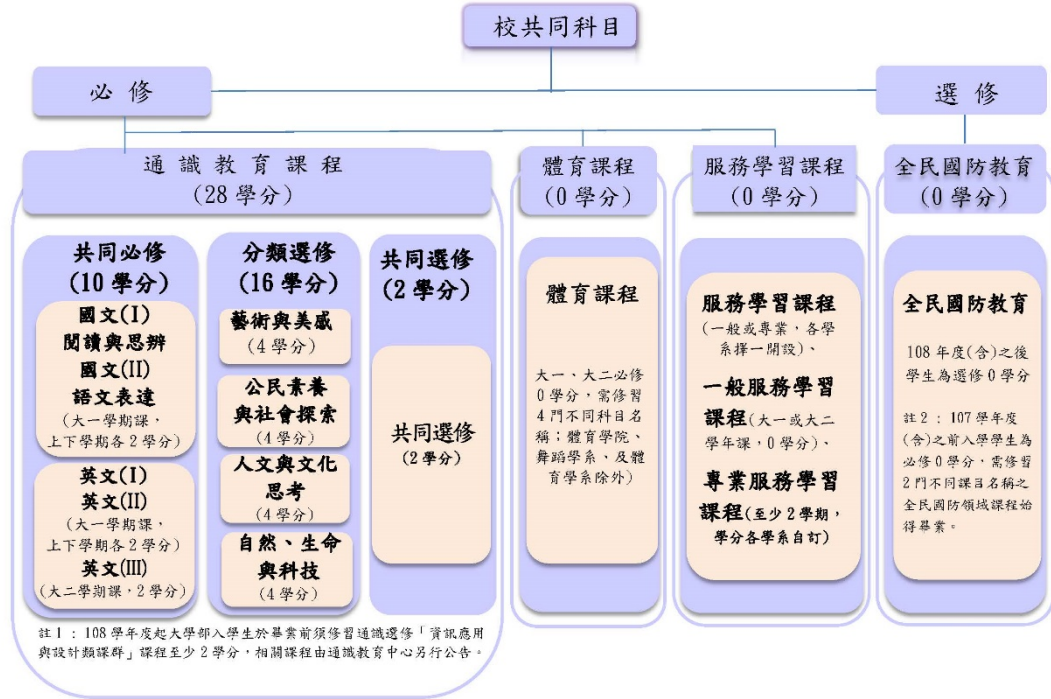 校共同科目
必 修
選 修
通 識 教 育 課 程
(28 學分)
體育課程
(0 學分)
服務學習課程
(0 學分)
全民國防教育
(0 學分)
共同必修
(10 學分)
國文(I)
閱讀與思辨
國文(II)
語文表達
(大一學期課，
上下學期各 2 學分)
英文(I)
英文(II)
(大一學期課，
上下學期各 2 學分)
英文(III)
(大二學期課，2 學分)
分類選修
(16 學分)
藝術與美感
(4 學分)
公民素養
與社會探索
(4 學分)
人文與文化
思考
(4 學分)
自然、生命
與科技
(4 學分)
共同選修
(2 學分)
共同選修
(2 學分)
註 1 ： 108 學年度起大學部入學生於畢業前須修習通識選修「資訊應用
與設計類課群」課程至少 2 學分，相關課程由通識教育中心另行公告。
體育課程
大一、大二必修
0 學分，需修習
4 門不同科目名
稱；體育學院、
舞蹈學系、及體
育學系除外)
服務學習課程
(一般或專業，各學
系擇一開設)、
一般服務學習
課程(大一或大二
學年課，0 學分)、
專業服務學習
課程(至少 2 學期，
學分各學系自訂)
全民國防教育
108 年度(含)之後
學生為選修 0 學分
註 2 ： 107 學年度
(含)之前入學學生為
必修 0 學分，需修習
2 門不同課目名稱之
全民國防領域課程始
得畢業。